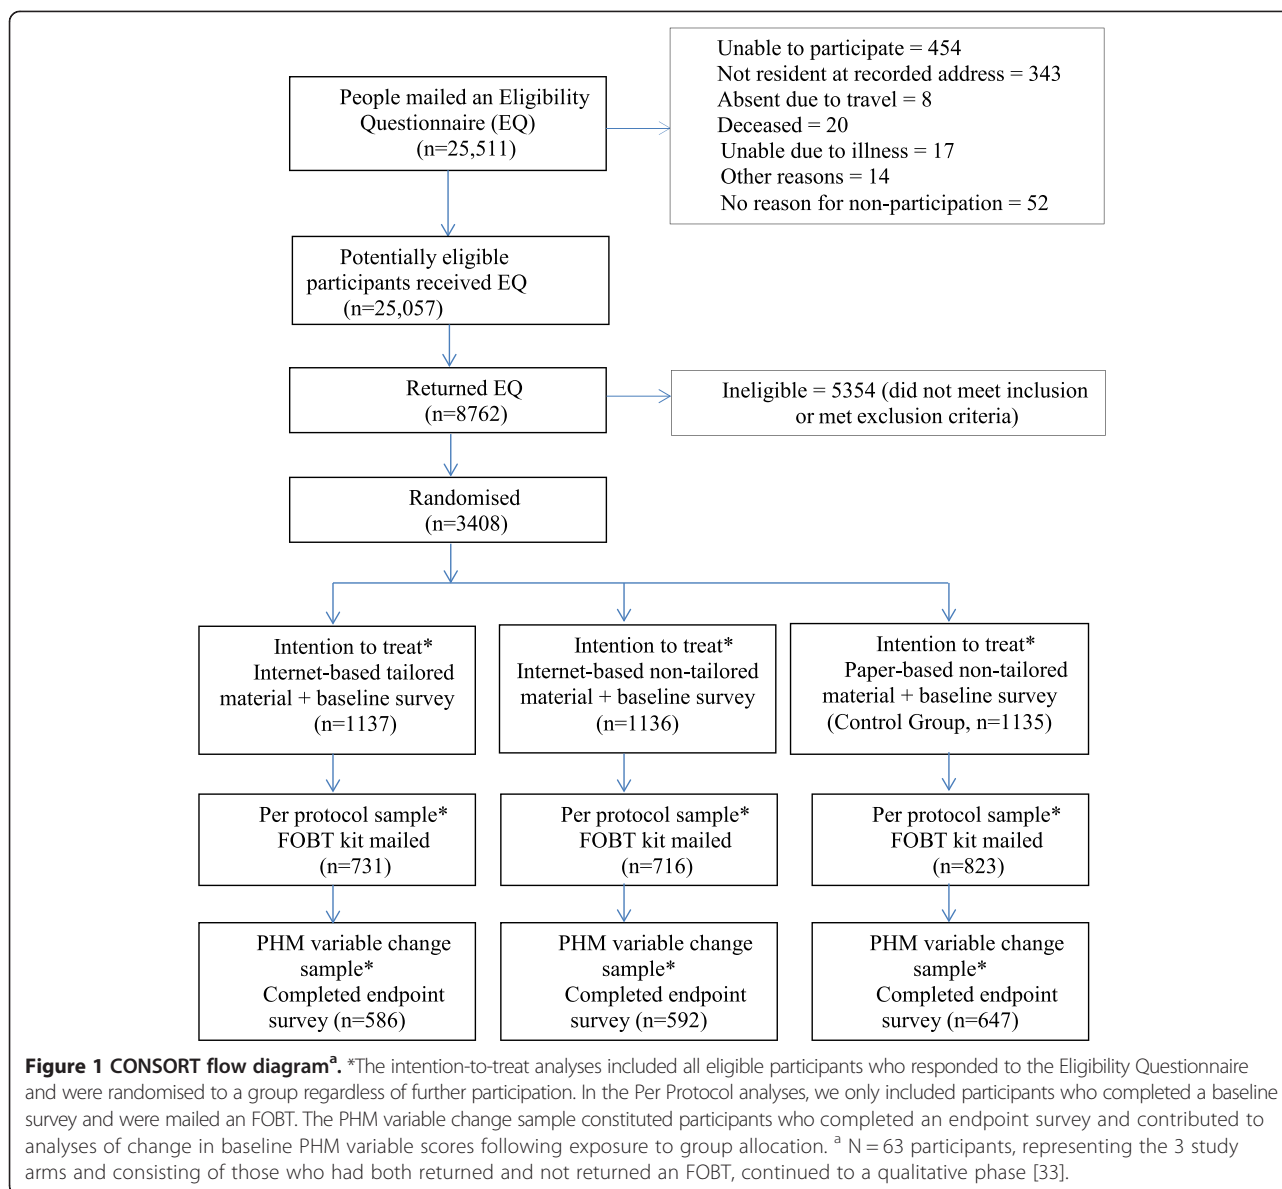 Unable to participate = 454
Not resident at recorded address = 343
Absent due to travel = 8
Deceased = 20
Unable due to illness = 17
Other reasons = 14
No reason for non-participation = 52
People mailed an Eligibility
Questionnaire (EQ)
(n=25,511)
Potentially eligible
participants received EQ
(n=25,057)
Returned EQ
(n=8762)
Ineligible = 5354 (did not meet inclusion
or met exclusion criteria)
Randomised
(n=3408)
Intention to treat*
Internet-based tailored
material + baseline survey
(n=1137)
Intention to treat*
Internet-based non-tailored
material + baseline survey
(n=1136)
Intention to treat*
Paper-based non-tailored
material + baseline survey
(Control Group, n=1135)
Per protocol sample*
FOBT kit mailed
(n=731)
Per protocol sample*
FOBT kit mailed
(n=716)
Per protocol sample*
FOBT kit mailed
(n=823)
PHM variable change
sample*
Completed endpoint
survey (n=586)
PHM variable change
sample*
Completed endpoint
survey (n=592)
PHM variable change
sample*
Completed endpoint
survey (n=647)
Figure 1 CONSORT flow diagramᵃ. *The intention-to-treat analyses included all eligible participants who responded to the Eligibility Questionnaire
and were randomised to a group regardless of further participation. In the Per Protocol analyses, we only included participants who completed a baseline
survey and were mailed an FOBT. The PHM variable change sample constituted participants who completed an endpoint survey and contributed to
analyses of change in baseline PHM variable scores following exposure to group allocation. ᵃ N = 63 participants, representing the 3 study
arms and consisting of those who had both returned and not returned an FOBT, continued to a qualitative phase [33].